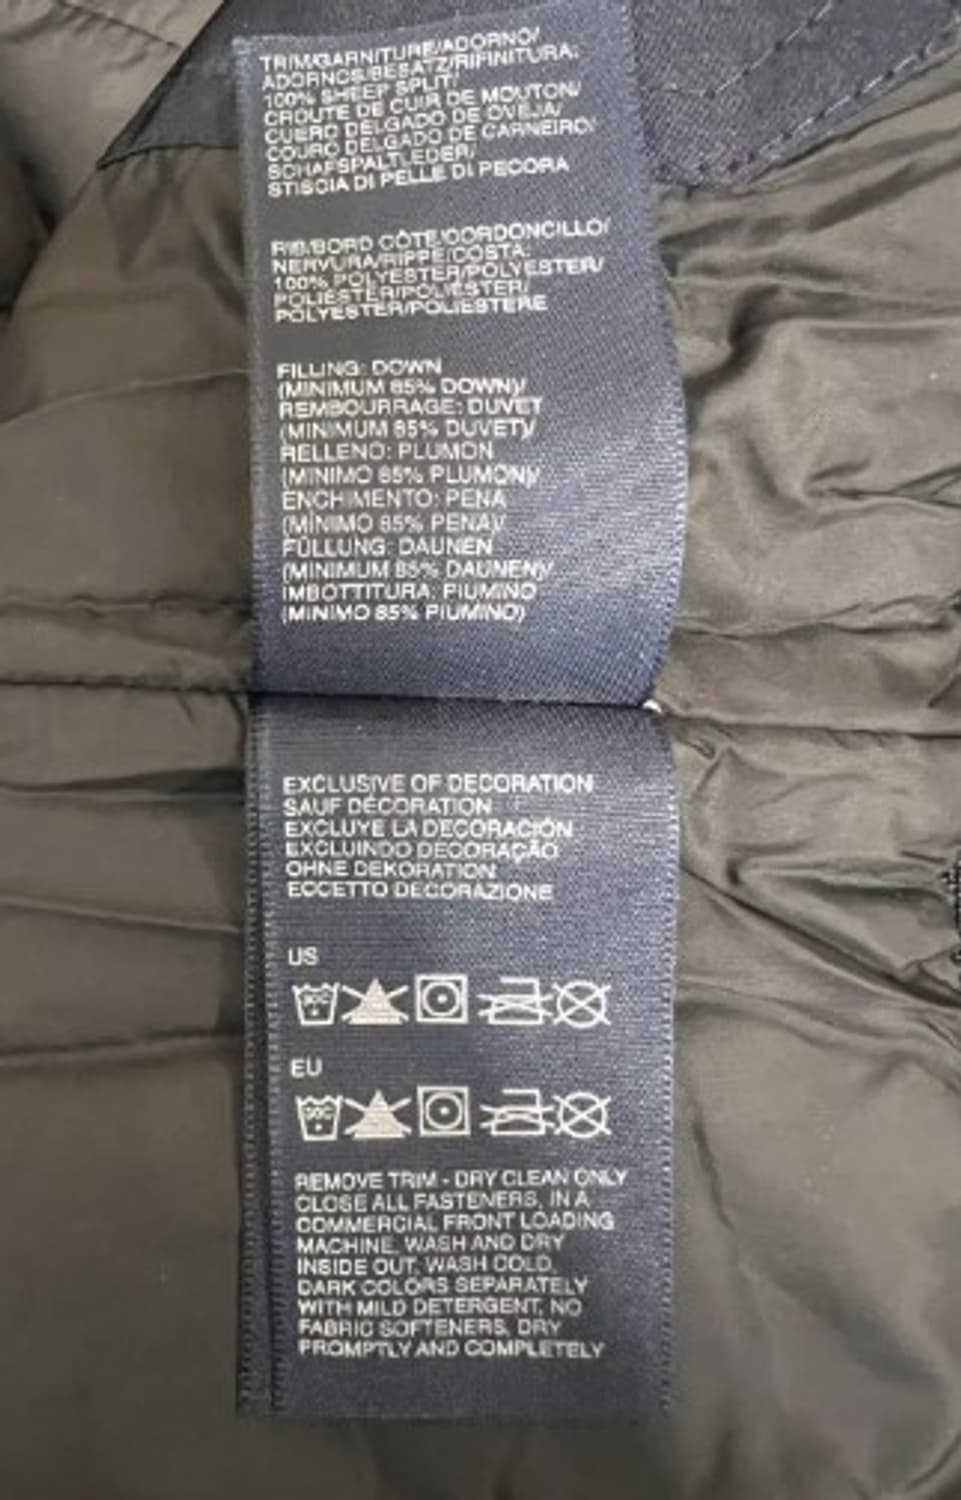 TRIM/GARNITURE/ADORNO/
ADORNOS/BESATZ/RIFINITURA:
100% SHEEP SPLIT/
CROUTE DE CUIR DE MOUTON/
CUERO DELGADO DE OVEJA/
COURO DELGADO DE CARNEIRO/
SCHAFSPALTLEDER/
STISCIA DI PELLE DI PECORA
RIB/BORD CÔTE/CORDONCILLO/
NERVURA/RIPPE/COSTA:
100% POLYESTER/POLYESTER/
POLIÉSTER/POLIÉSTER/
POLYESTER/POLIESTERE
FILLING: DOWN
(MINIMUM 85% DOWN)/
REMBOURRAGE: DUVET
(MINIMUM 85% DUVET)/
RELLENO: PLUMÓN
(MÍNIMO 85% PLUMÓN)/
ENCHIMENTO: PENA
(MÍNIMO 85% PENA)/
FÜLLUNG: DAUNEN
(MINIMUM 85% DAUNEN)/
IMBOTTITURA: PIUMINO
(MINIMO 85% PIUMINO)
EXCLUSIVE OF DECORATION
SAUF DÉCORATION
EXCLUYE LA DECORACIÓN
EXCLUINDO DECORAÇÃO
OHNE DEKORATION
ECCETTO DECORAZIONE
US
30C
EU
30C
REMOVE TRIM - DRY CLEAN ONLY
CLOSE ALL FASTENERS, IN A
COMMERCIAL FRONT LOADING
MACHINE, WASH AND DRY
INSIDE OUT, WASH COLD,
DARK COLORS SEPARATELY
WITH MILD DETERGENT, NO
FABRIC SOFTENERS, DRY
PROMPTLY AND COMPLETELY